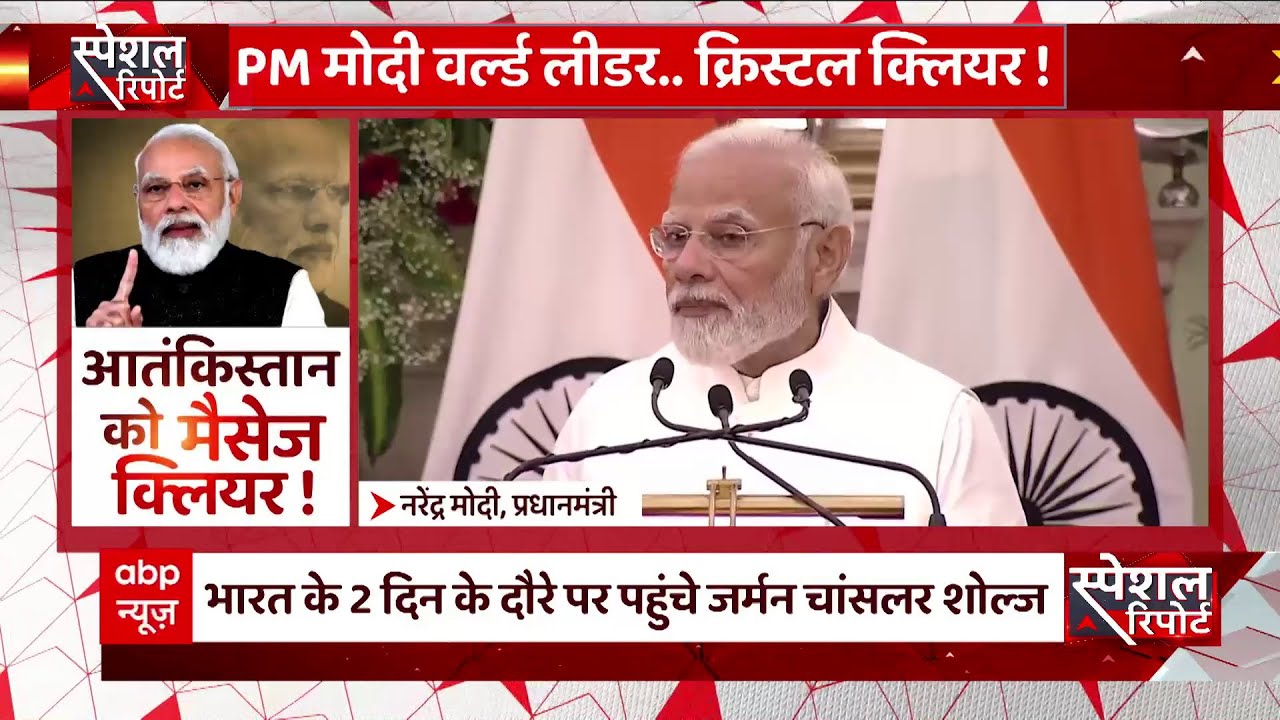 स्पेशल
रिपोर्ट
PM मोदी वर्ल्ड लीडर.. क्रिस्टल क्लियर !
आतंकिस्तान
को मैसेज
क्लियर !
नरेंद्र मोदी, प्रधानमंत्री
abp
न्यूज़
भारत के 2 दिन के दौरे पर पहुंचे जर्मन चांसलर शोल्ज
स्पेशल
रिपोर्ट